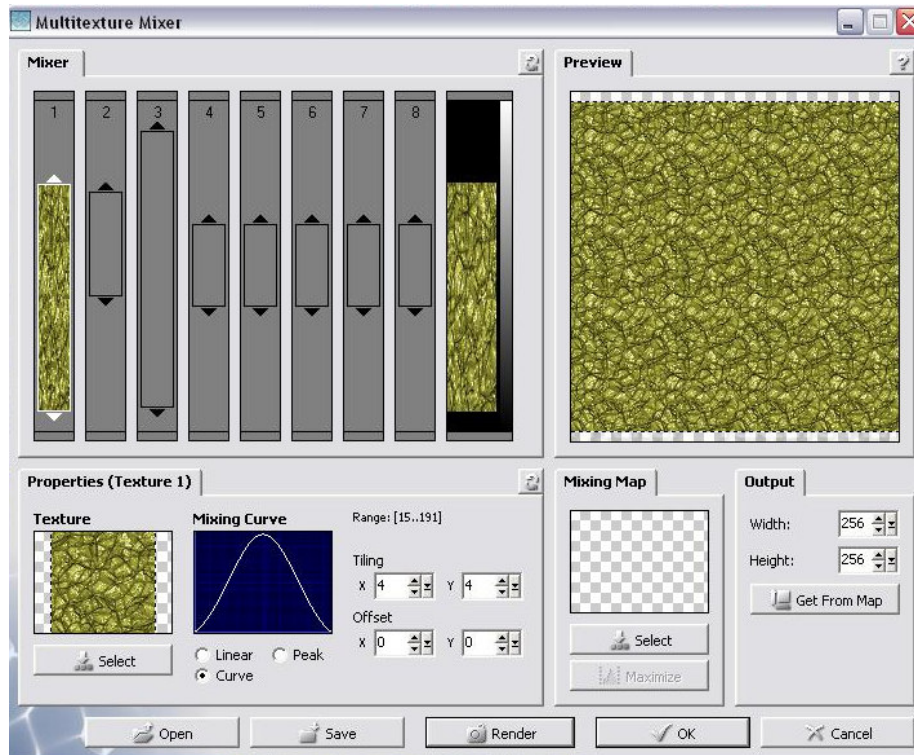 Multitexture Mixer
Mixer
1 2 3 4 5 6 7 8
Preview
?
Properties (Texture 1)
Texture
Select
Mixing Curve
Linear Peak
Curve
Range: [15..191]
Tiling
X 4 Y 4
Offset
X 0 Y 0
Mixing Map
Select
Maximize
Output
Width: 256
Height: 256
Get From Map
Open Save Render OK Cancel